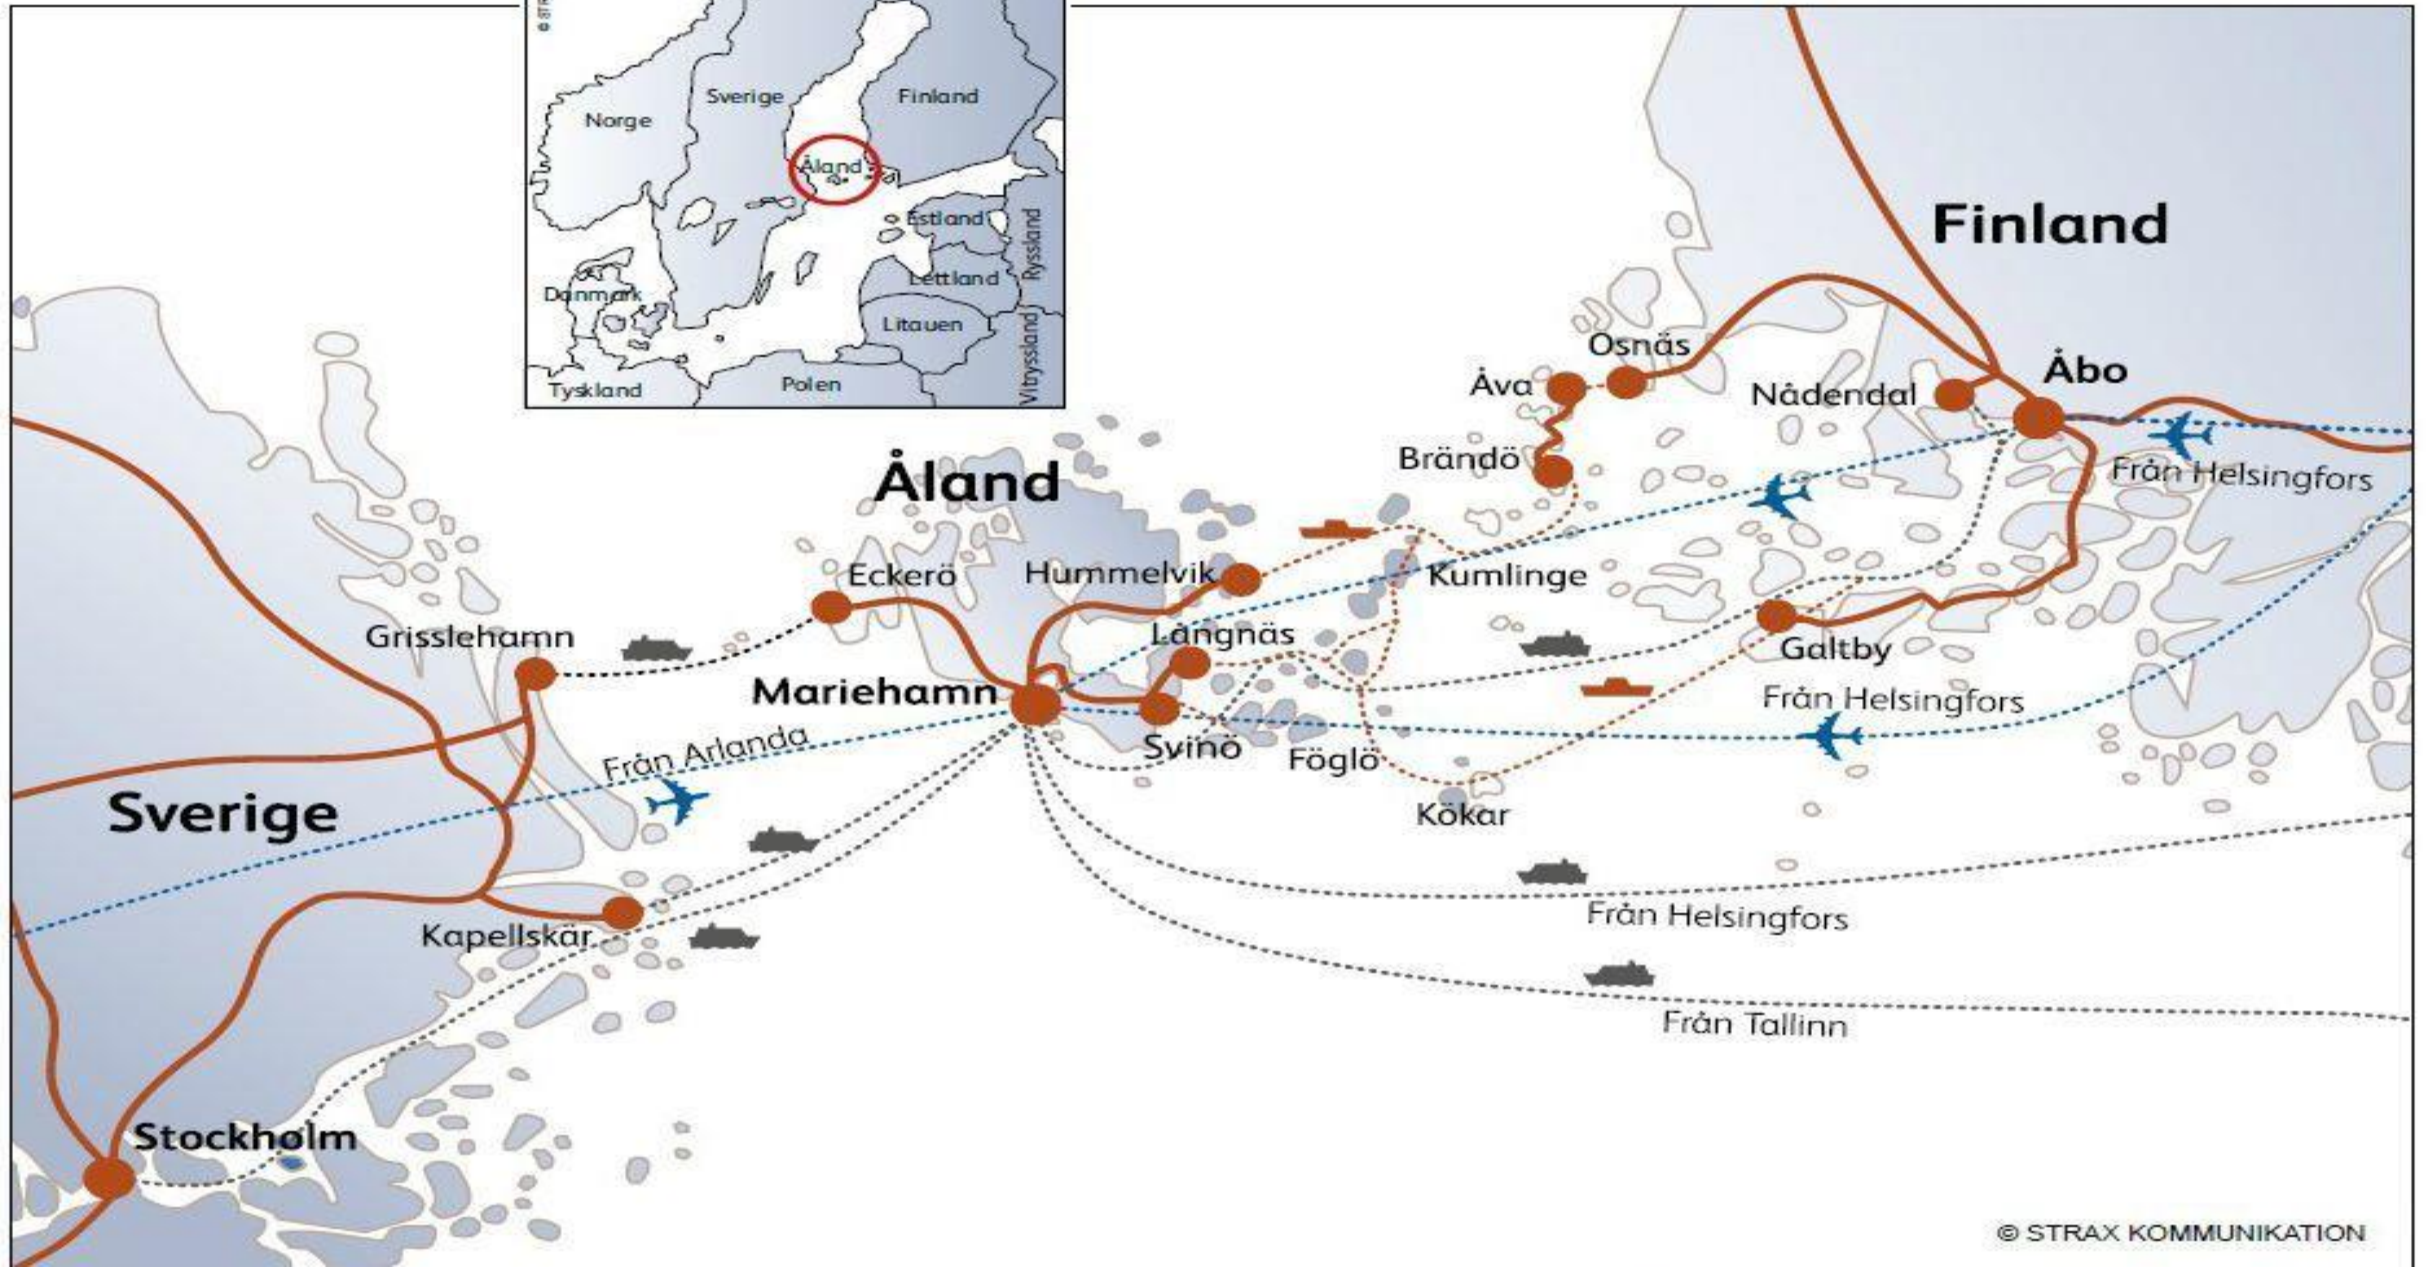 © STR
Norge
Sverige
Finland
Åland
Estland
Ryssland
Lettland
Danmark
Litauen
Vitryssland
Tyskland
Polen
Finland
Osnäs
Åva
Nådendal
Åbo
Brändö
Från Helsingfors
Åland
Eckerö
Hummelvik
Kumlinge
Grisslehamn
Långnäs
Galtby
Mariehamn
Från Helsingfors
Från Arlanda
Svinö
Föglö
Sverige
Kökar
Från Helsingfors
Kapellskär
Från Tallinn
Stockholm
© STRAX KOMMUNIKATION